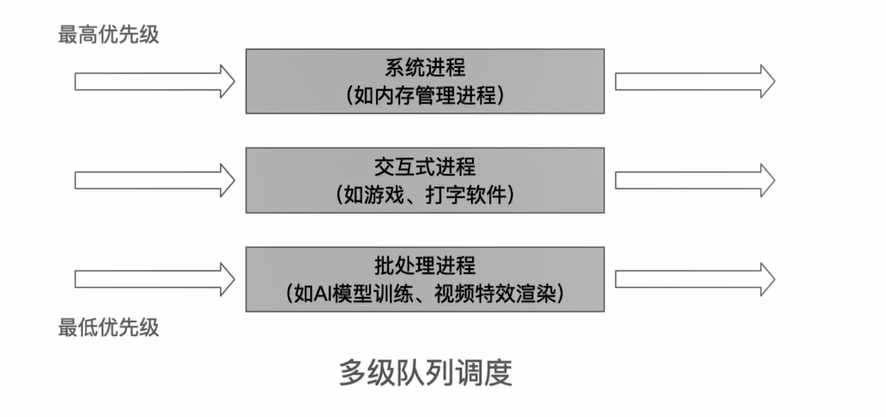 最高优先级
系统进程
（如内存管理进程）
交互式进程
（如游戏、打字软件）
批处理进程
（如AI模型训练、视频特效渲染）
最低优先级
多级队列调度